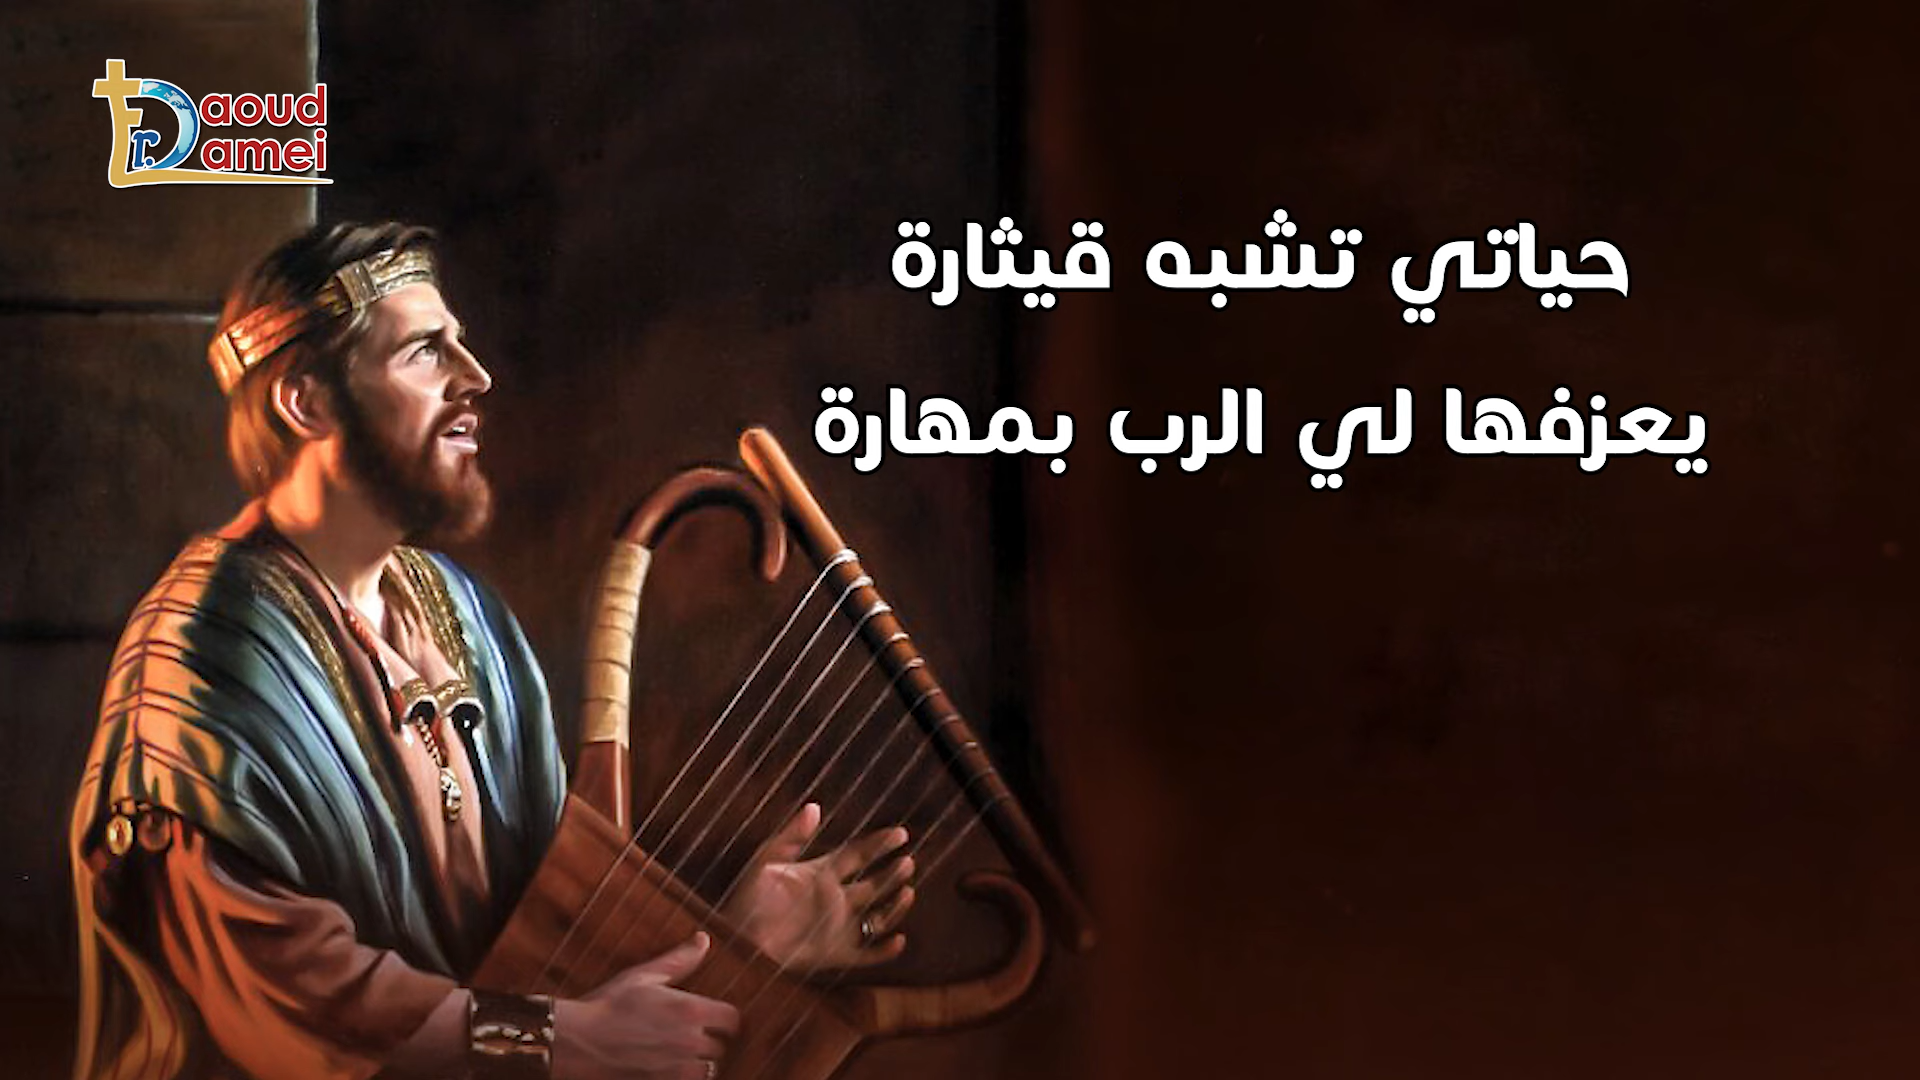 Fr. Daoud
Lamei
حياتي تشبه قيثارة
يعزفها لي الرب بمهارة